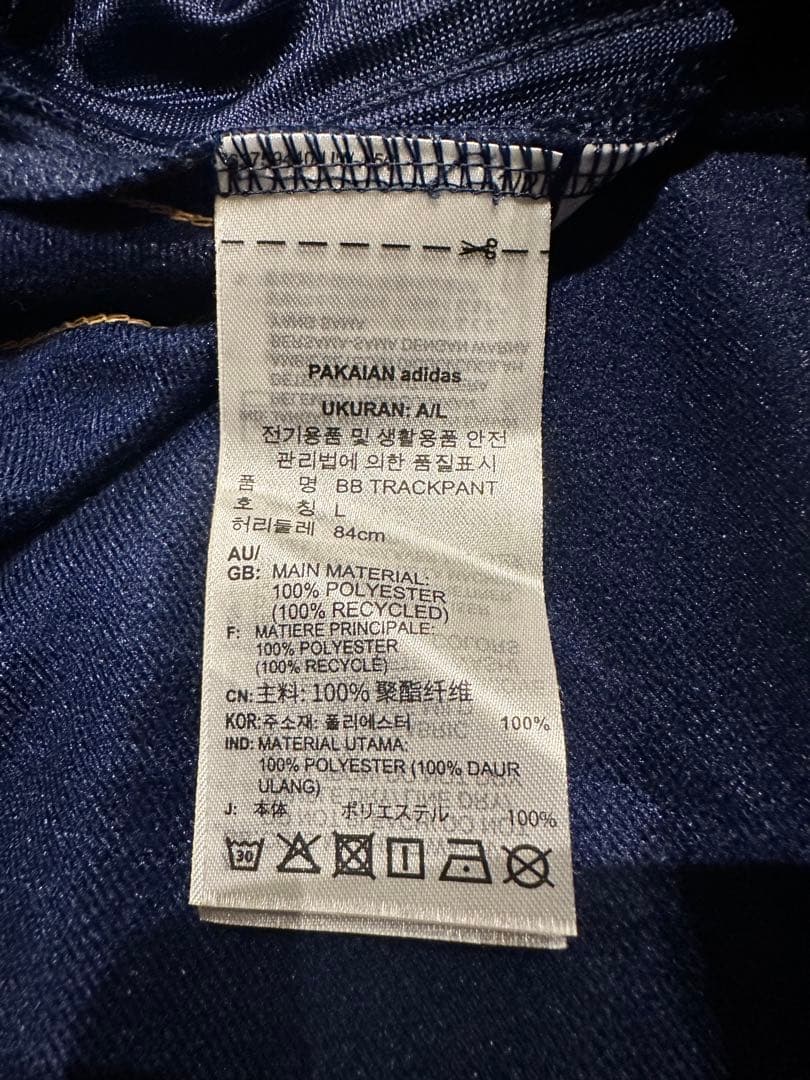 PAKAIAN adidas
UKURAN: A/L
전기용품 및 생활용품 안전
관리법에 의한 품질표시
품 명 BB TRACKPANT
호 칭 L
허리둘레 84cm
AU/
GB: MAIN MATERIAL:
100% POLYESTER
(100% RECYCLED)
F: MATIERE PRINCIPALE:
100% POLYESTER
(100% RECYCLÉ)
CN: 主料: 100% 聚酯纤维
KOR: 주소재: 폴리에스터 100%
IND: MATERIAL UTAMA:
100% POLYESTER (100% DAUR
ULANG)
J: 本体 ポリエステル 100%
30